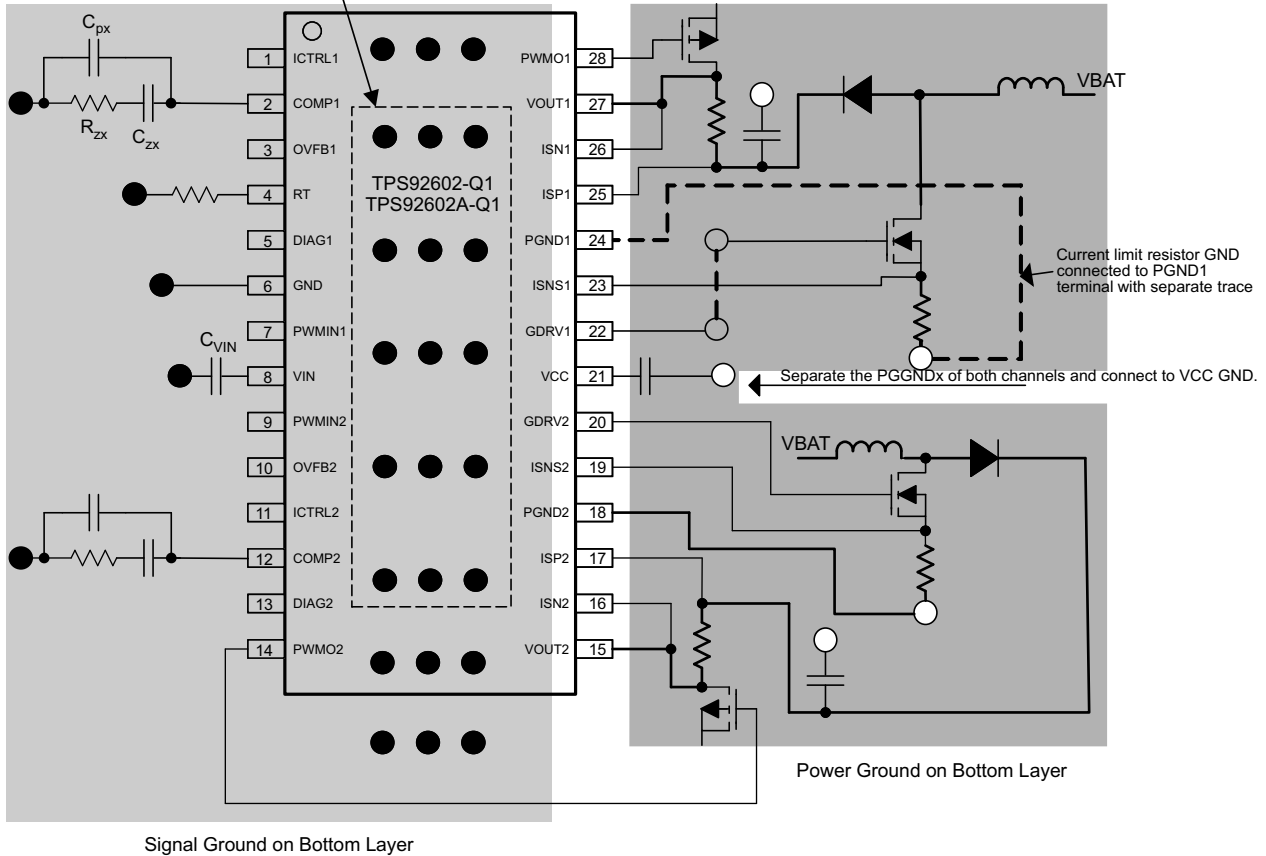 Cpx
Rzx
Czx
CVIN
1 ICTRL1
2 COMP1
3 OVFB1
4 RT
5 DIAG1
6 GND
7 PWMIN1
8 VIN
9 PWMIN2
10 OVFB2
11 ICTRL2
12 COMP2
13 DIAG2
14 PWMO2
TPS92602-Q1
TPS92602A-Q1
PWMO1 28
VOUT1 27
ISN1 26
ISP1 25
PGND1 24
ISNS1 23
GDRV1 22
VCC 21
GDRV2 20
ISNS2 19
PGND2 18
ISP2 17
ISN2 16
VOUT2 15
VBAT
Current limit resistor GND
connected to PGND1
terminal with separate trace
Separate the PGGNDx of both channels and connect to VCC GND.
VBAT
Power Ground on Bottom Layer
Signal Ground on Bottom Layer